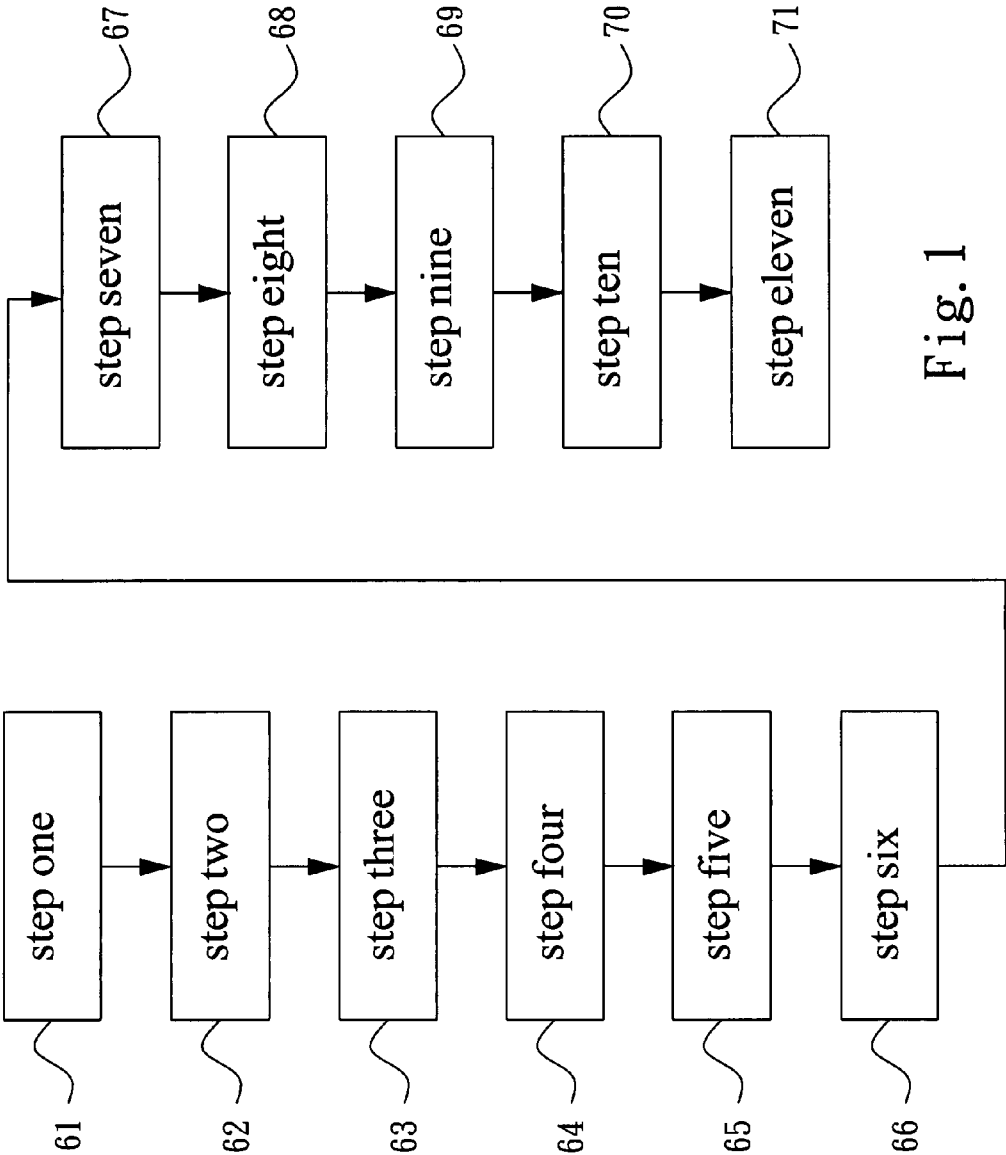 61
step one
62
step two
63
step three
64
step four
65
step five
66
step six
step seven
67
step eight
68
step nine
69
step ten
70
step eleven
71
Fig. 1